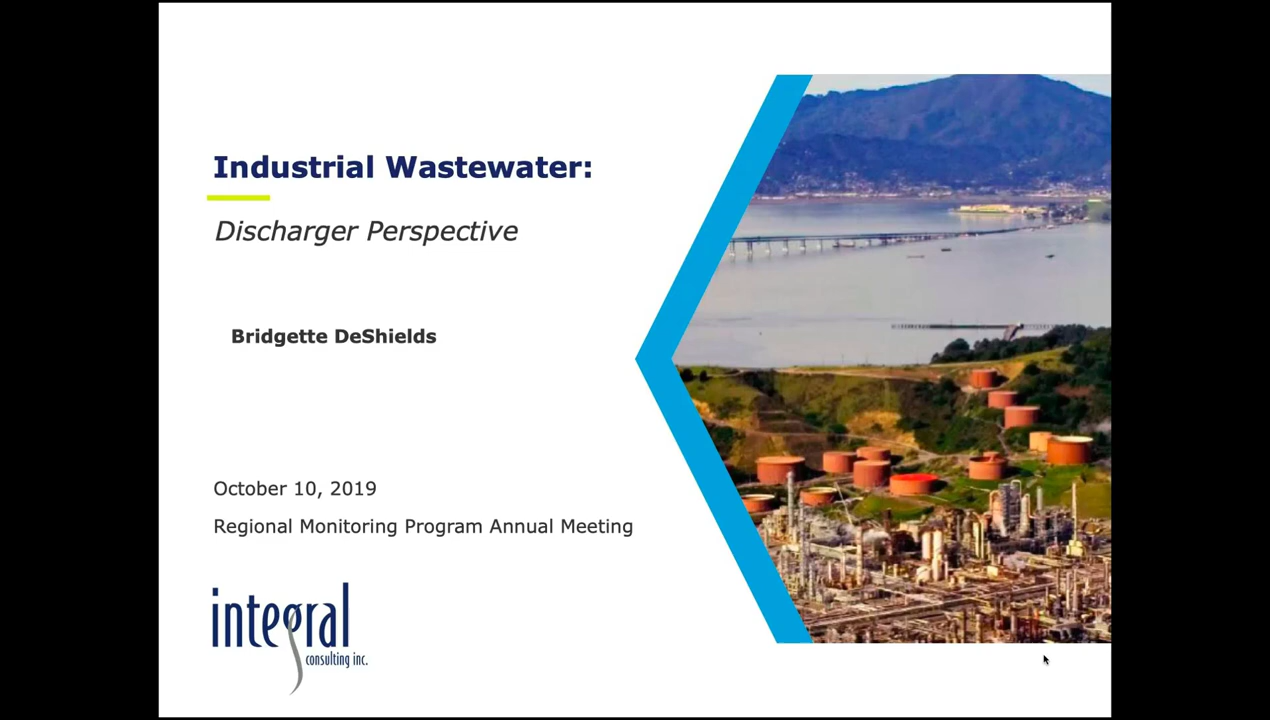 Industrial Wastewater:
Discharger Perspective
Bridgette DeShields
October 10, 2019
Regional Monitoring Program Annual Meeting
integral
consulting inc.